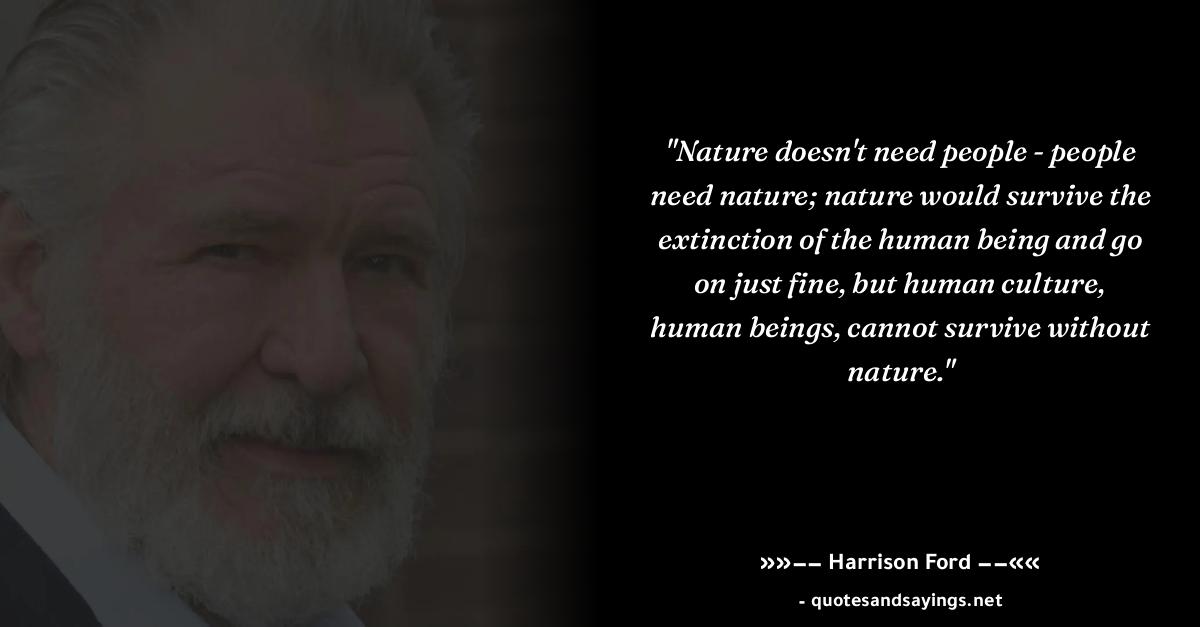 "Nature doesn't need people - people
need nature; nature would survive the
extinction of the human being and go
on just fine, but human culture,
human beings, cannot survive without
nature."
»»−− Harrison Ford −−««
- quotesandsayings.net